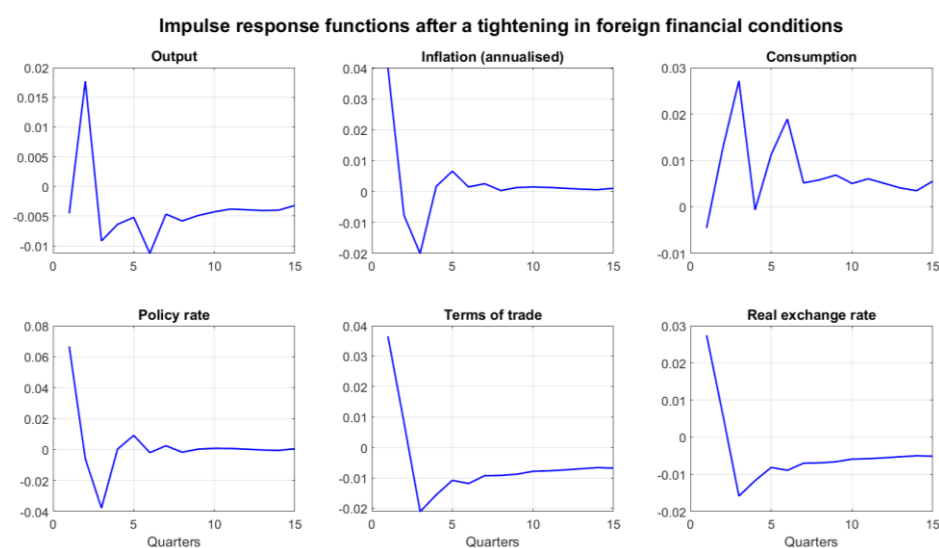 Impulse response functions after a tightening in foreign financial conditions
Output
0.02
0.015
0.01
0.005
0
-0.005
-0.01
0 5 10 15
Inflation (annualised)
0.04
0.03
0.02
0.01
0
-0.01
-0.02
0 5 10 15
Consumption
0.03
0.02
0.01
0
-0.01
0 5 10 15
Policy rate
0.08
0.06
0.04
0.02
0
-0.02
-0.04
0 5 10 15
Quarters
Terms of trade
0.04
0.03
0.02
0.01
0
-0.01
-0.02
0 5 10 15
Quarters
Real exchange rate
0.03
0.02
0.01
0
-0.01
-0.02
0 5 10 15
Quarters